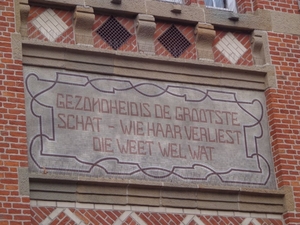 GEZONDHEID IS DE GROOTSTE
SCHAT - WIE HAAR VERLIEST
DIE WEET WEL WAT